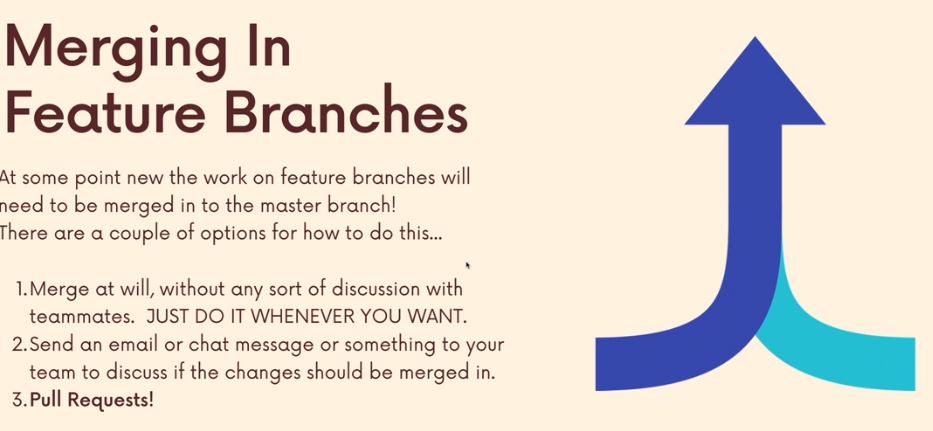 Merging In
Feature Branches
At some point new the work on feature branches will
need to be merged in to the master branch!
There are a couple of options for how to do this...
1. Merge at will, without any sort of discussion with
teammates. JUST DO IT WHENEVER YOU WANT.
2. Send an email or chat message or something to your
team to discuss if the changes should be merged in.
3. Pull Requests!